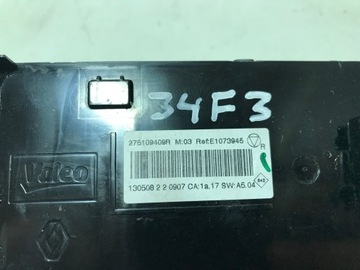 34F3
275109409R M:03 Ref:E1073945
R
Valeo
130508 2 2 0907 CA:1a.17 SW:A5.04